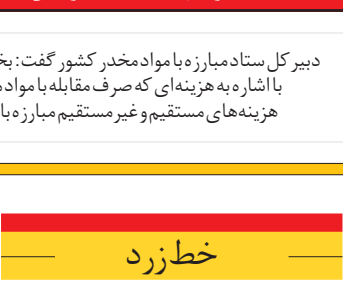 دبیر کل ستاد مبارزه با مواد مخدر کشور گفت:
با اشاره به هزینه‌ای که صرف مقابله با مواد
هزینه‌های مستقیم و غیر مستقیم مبارزه با
خط زرد